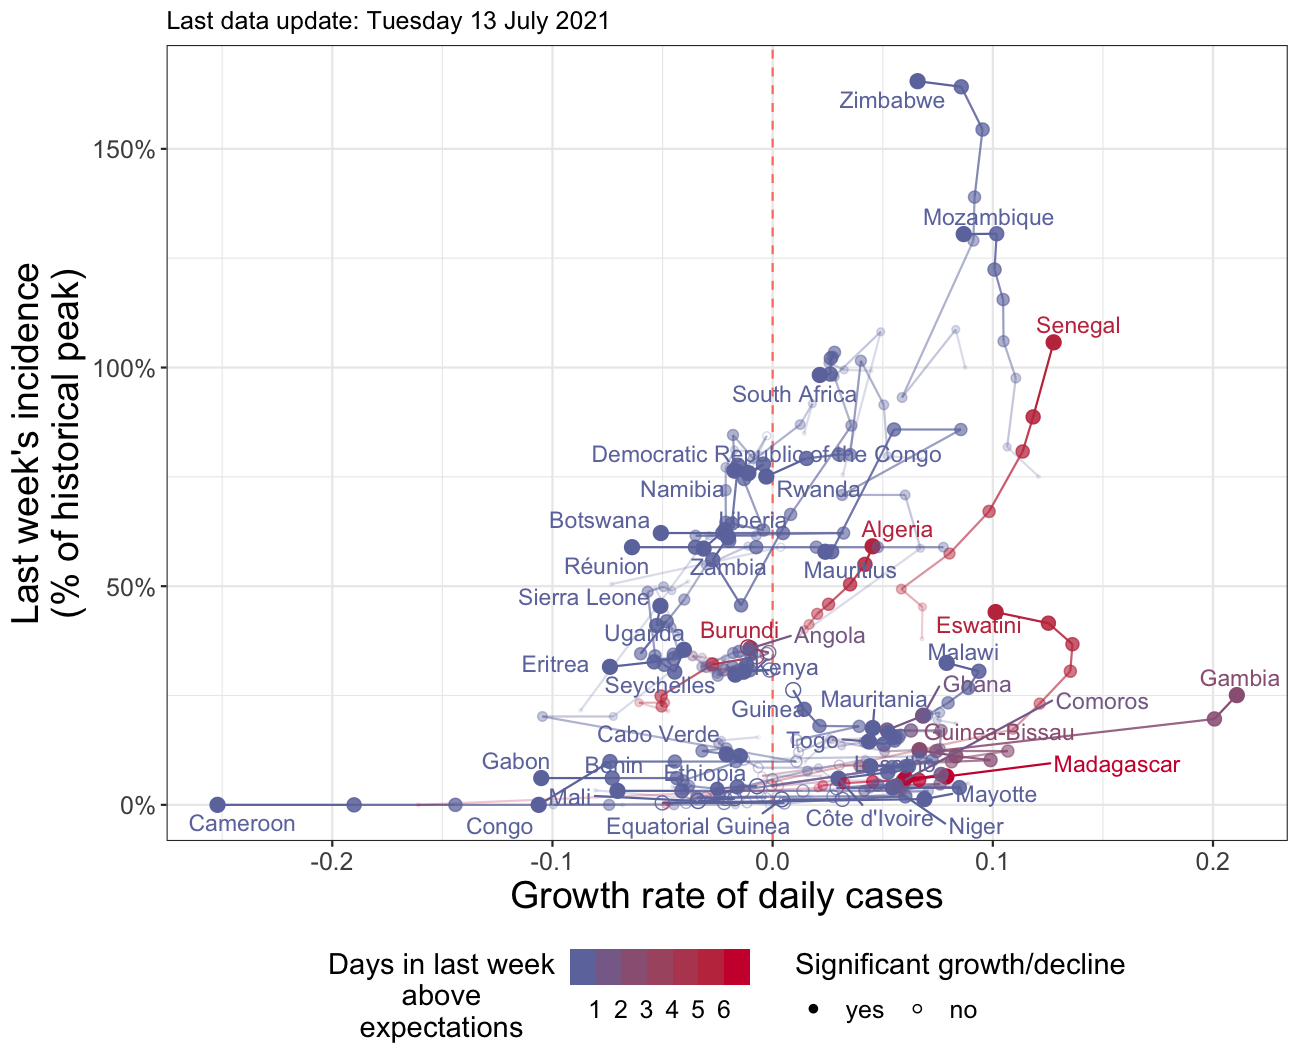 Last data update: Tuesday 13 July 2021
Last week's incidence
(% of historical peak)
150%
100%
50%
0%
Zimbabwe
Mozambique
Senegal
South Africa
Democratic Republic of the Congo
Namibia
Rwanda
Botswana
Liberia
Algeria
Réunion
Zambia
Mauritius
Sierra Leone
Uganda
Burundi
Angola
Eswatini
Malawi
Eritrea
Kenya
Seychelles
Ghana
Gambia
Guinea
Mauritania
Comoros
Cabo Verde
Togo
Guinea-Bissau
Gabon
Benin
Ethiopia
Lesotho
Madagascar
Mali
Mayotte
Cameroon
Congo
Equatorial Guinea
Côte d'Ivoire
Niger
-0.2
-0.1
0.0
0.1
0.2
Growth rate of daily cases
Days in last week
above
expectations
1 2 3 4 5 6
Significant growth/decline
yes no